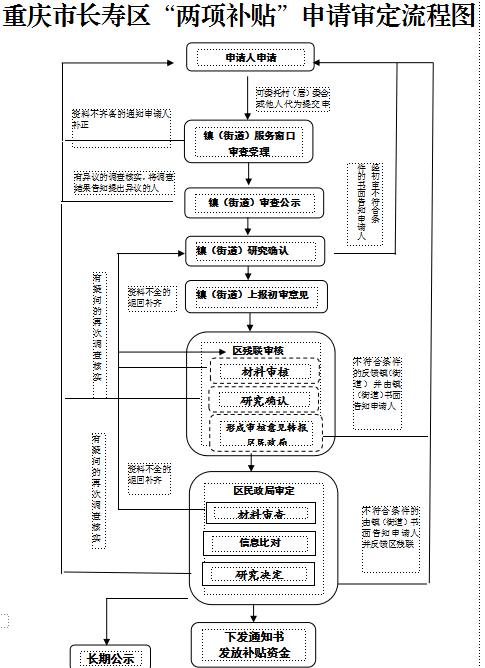 重庆市长寿区“两项补贴”申请审定流程图
申请人申请
可委托村（居）委会
或他人代为提交申
资料不齐备的通知申请人
补正
镇（街道）服务窗口
审查受理
有异议的调查核实，将调查
结果告知提出异议的人
经初审不符合条
件的书面告知申请人
镇（街道）审查公示
镇（街道）研究确认
资料不全的
退回补齐
镇（街道）上报初审意见
区残联审核
材料审核
研究确认
形成审核意见转报
区民政局
不符合条件
的反馈镇（街
道）并由镇
（街道）书面
告知申请人
资料不全的
退回补齐
区民政局审定
材料审查
信息比对
研究决定
不符合条件的
由镇（街道）书
面告知申请人
并反馈区残联
长期公示
下发通知书
发放补贴资金